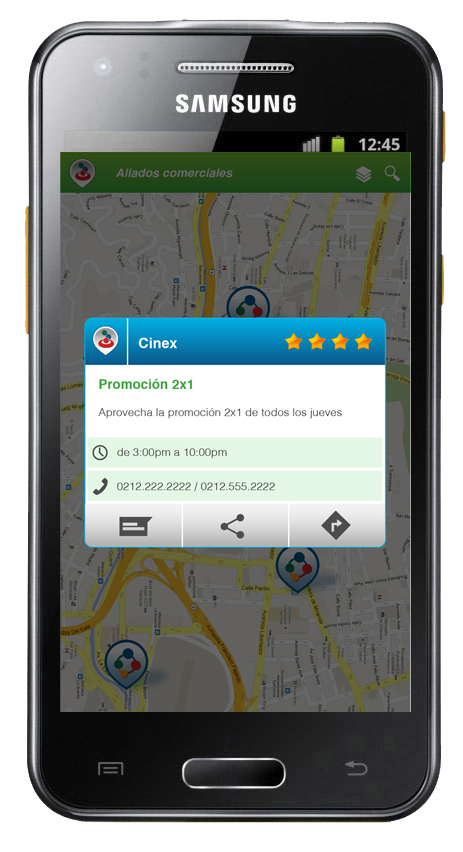 SAMSUNG
12:45
Aliados comerciales
Cinex
Promoción 2x1
Aprovecha la promoción 2x1 de todos los jueves
de 3:00pm a 10:00pm
0212.222.2222 / 0212.555.2222